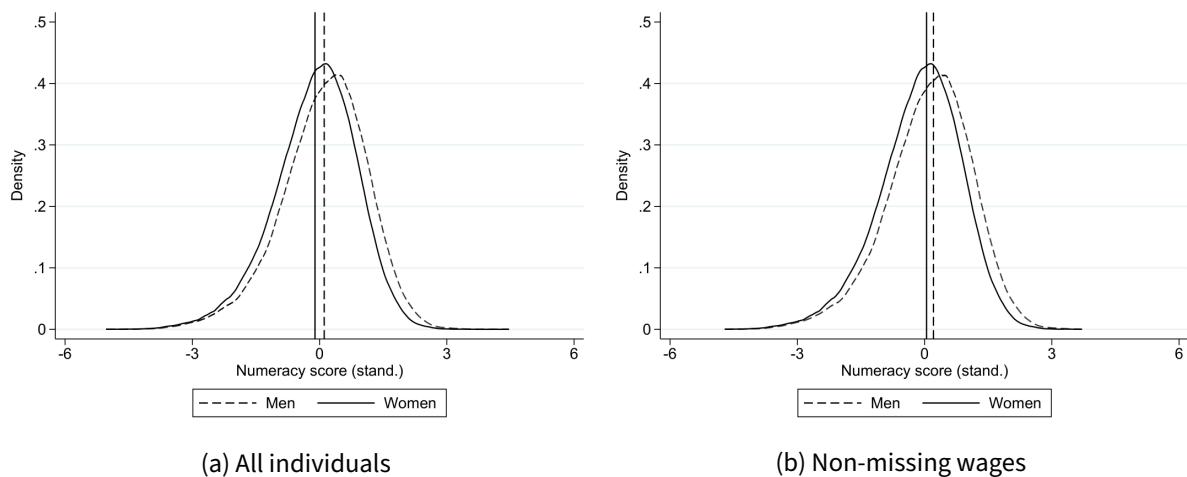 .5
.4
.3
.2
.1
0
Density
-6 -3 0 3 6
Numeracy score (stand.)
Men Women
(a) All individuals
.5
.4
.3
.2
.1
0
Density
-6 -3 0 3 6
Numeracy score (stand.)
Men Women
(b) Non-missing wages